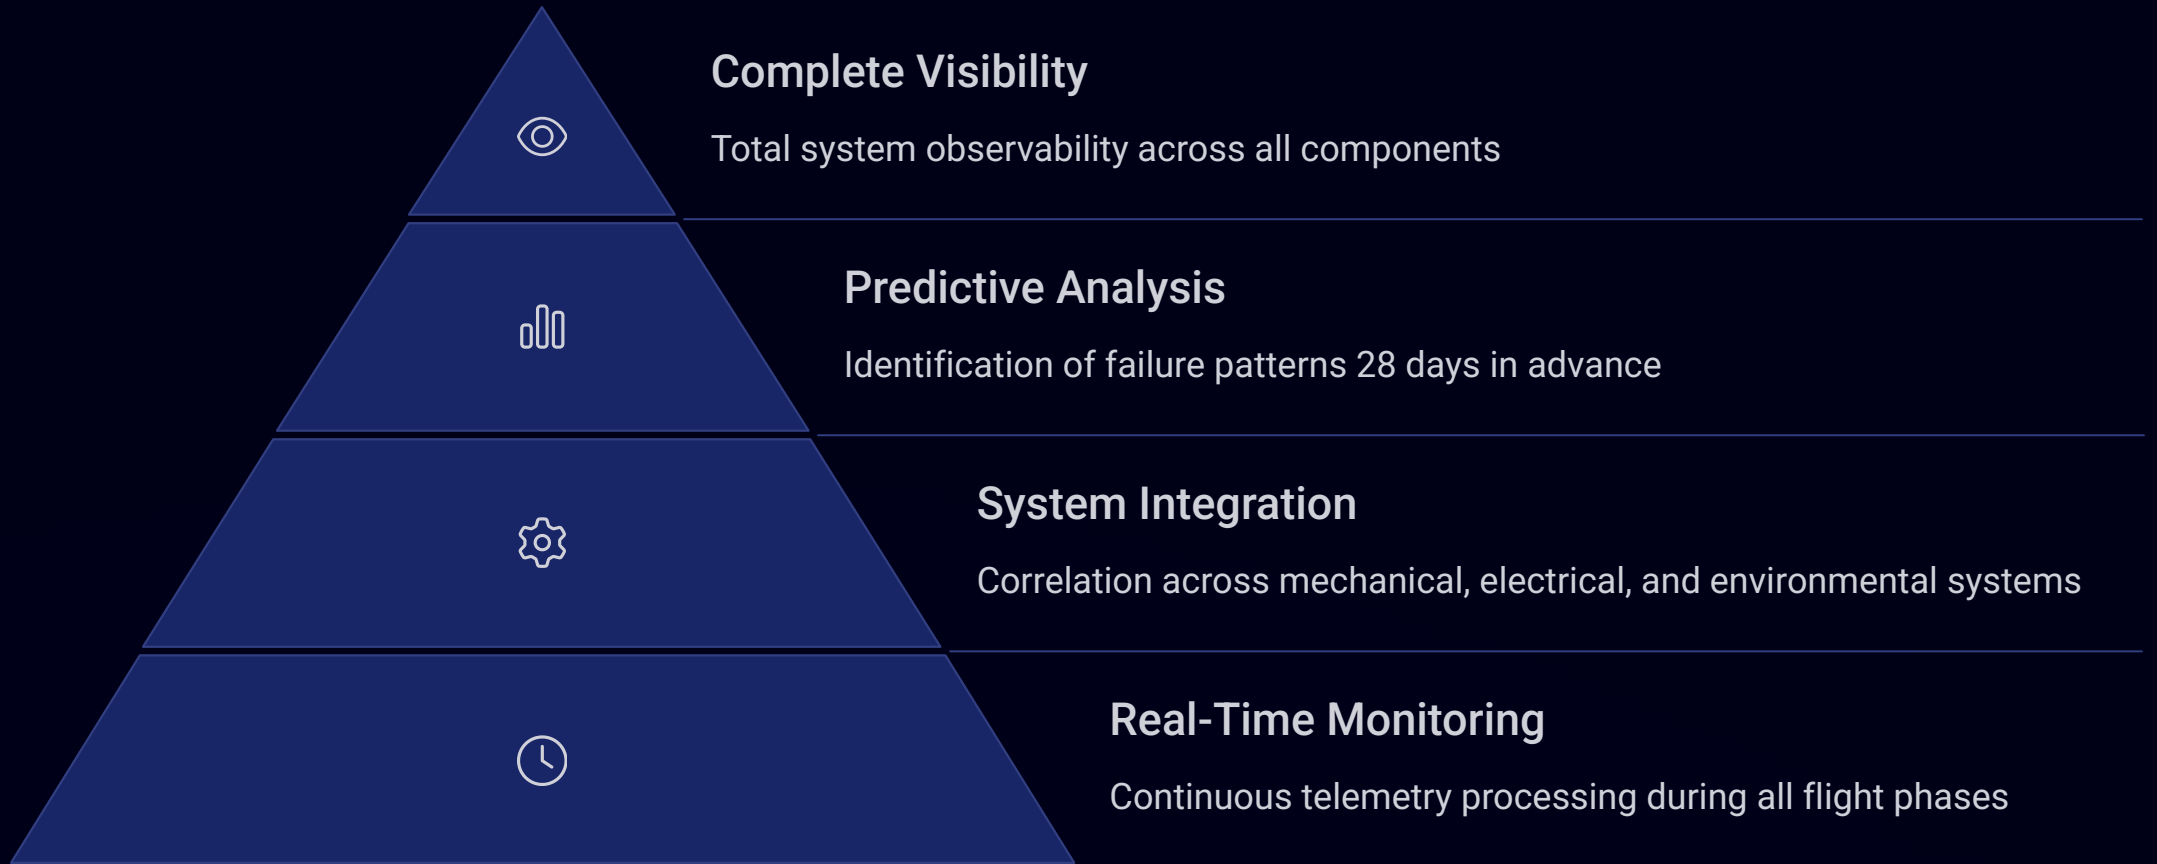 Complete Visibility
Total system observability across all components
Predictive Analysis
Identification of failure patterns 28 days in advance
System Integration
Correlation across mechanical, electrical, and environmental systems
Real-Time Monitoring
Continuous telemetry processing during all flight phases